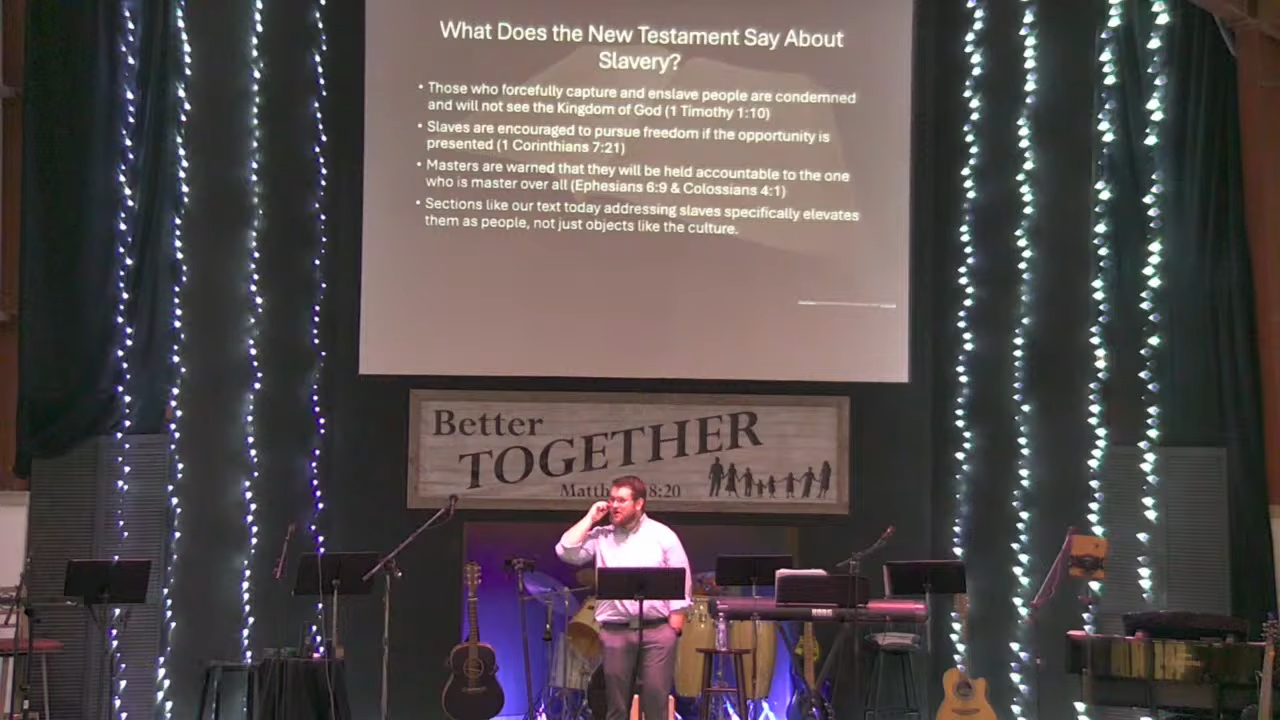 What Does the New Testament Say About
Slavery?
• Those who forcefully capture and enslave people are condemned
and will not see the Kingdom of God (1 Timothy 1:10)
• Slaves are encouraged to pursue freedom if the opportunity is
presented (1 Corinthians 7:21)
• Masters are warned that they will be held accountable to the one
who is master over all (Ephesians 6:9 & Colossians 4:1)
• Sections like our text today addressing slaves specifically elevates
them as people, not just objects like the culture.
Better
TOGETHER
8:20
KORG